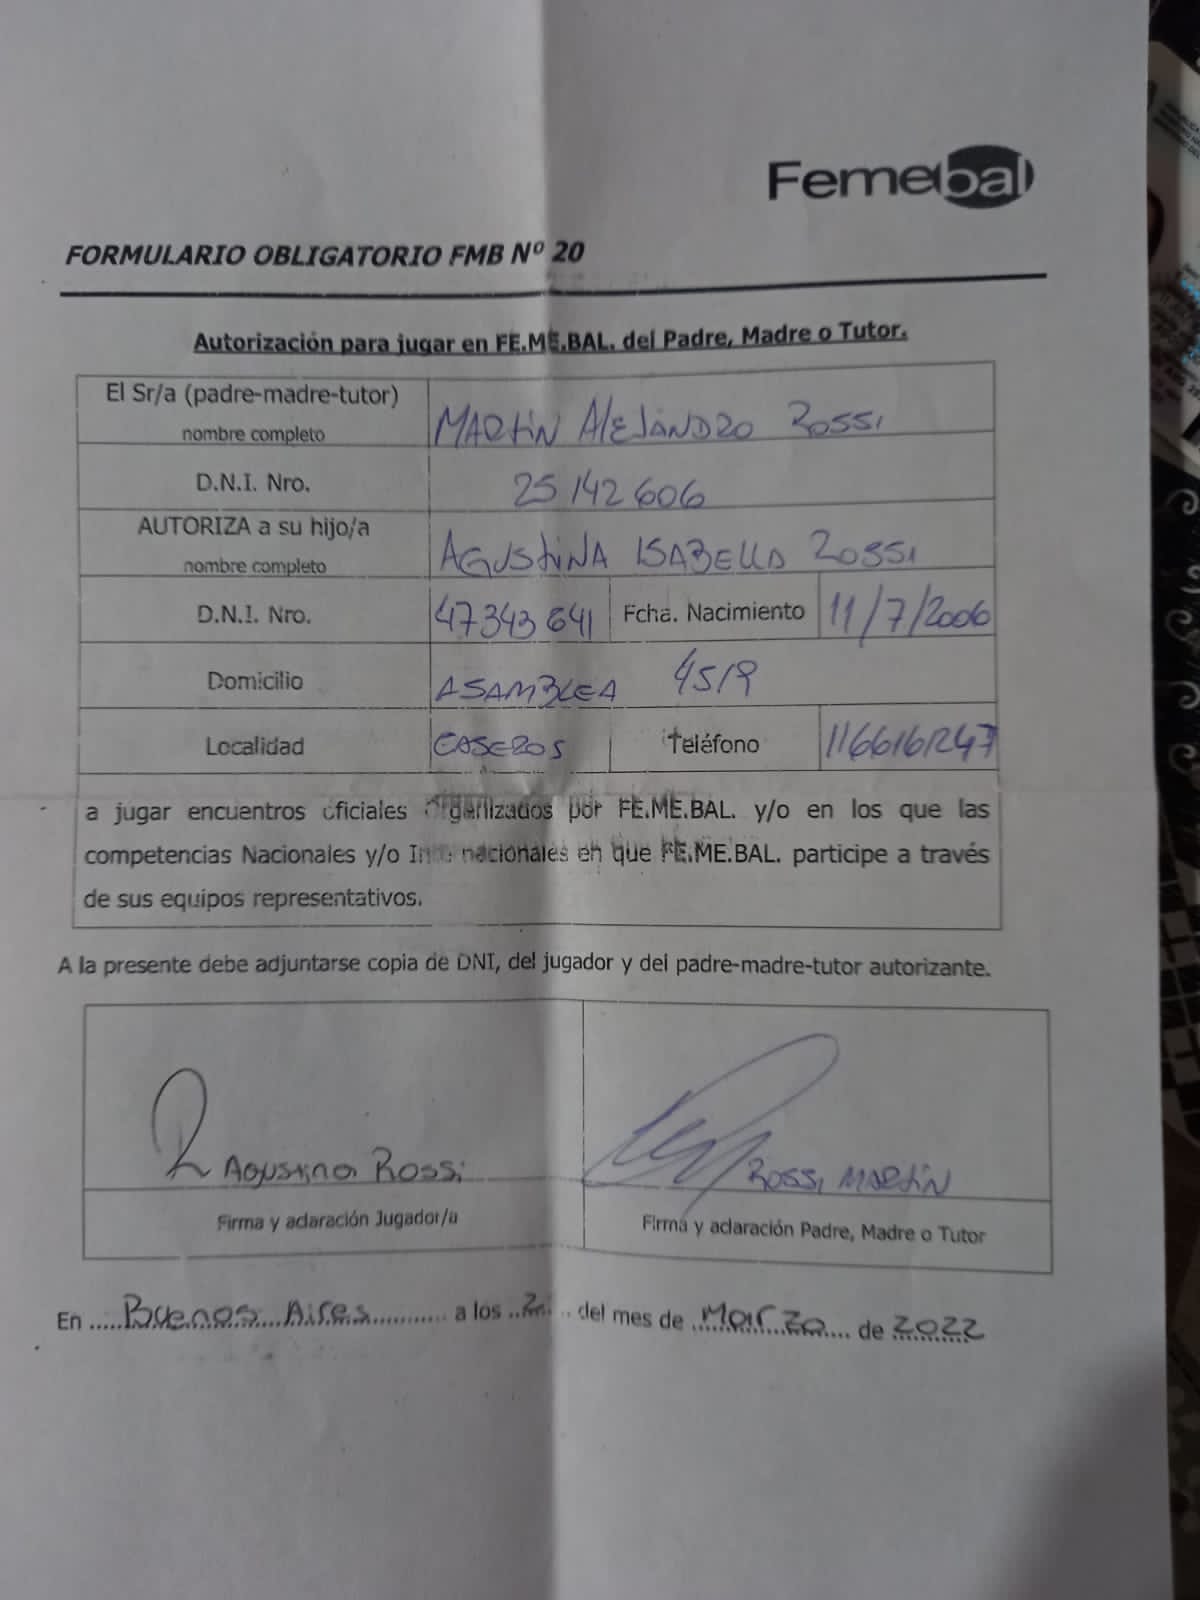 Femebal
FORMULARIO OBLIGATORIO FMB Nº 20
Autorización para jugar en FE.ME.BAL. del Padre, Madre o Tutor.
El Sr/a (padre-madre-tutor)
nombre completo
MARTIN ALEJANDRO ROSSI
D.N.I. Nro.
25142606
AUTORIZA a su hijo/a
nombre completo
AGUSTINA ISABELLA ROSSI
D.N.I. Nro.
47343641
Fcha. Nacimiento
11/7/2006
Domicilio
ASAMBLEA 4519
Localidad
CASEROS
Teléfono
1166161247
a jugar encuentros oficiales organizados por FE.ME.BAL. y/o en los que las
competencias Nacionales y/o Internacionales en que FE.ME.BAL. participe a través
de sus equipos representativos.
A la presente debe adjuntarse copia de DNI, del jugador y del padre-madre-tutor autorizante.
Agustina Rossi
ROSSI MARTIN
Firma y aclaración Jugador/a
Firma y aclaración Padre, Madre o Tutor
En Buenos Aires a los del mes de Marzo de 2022